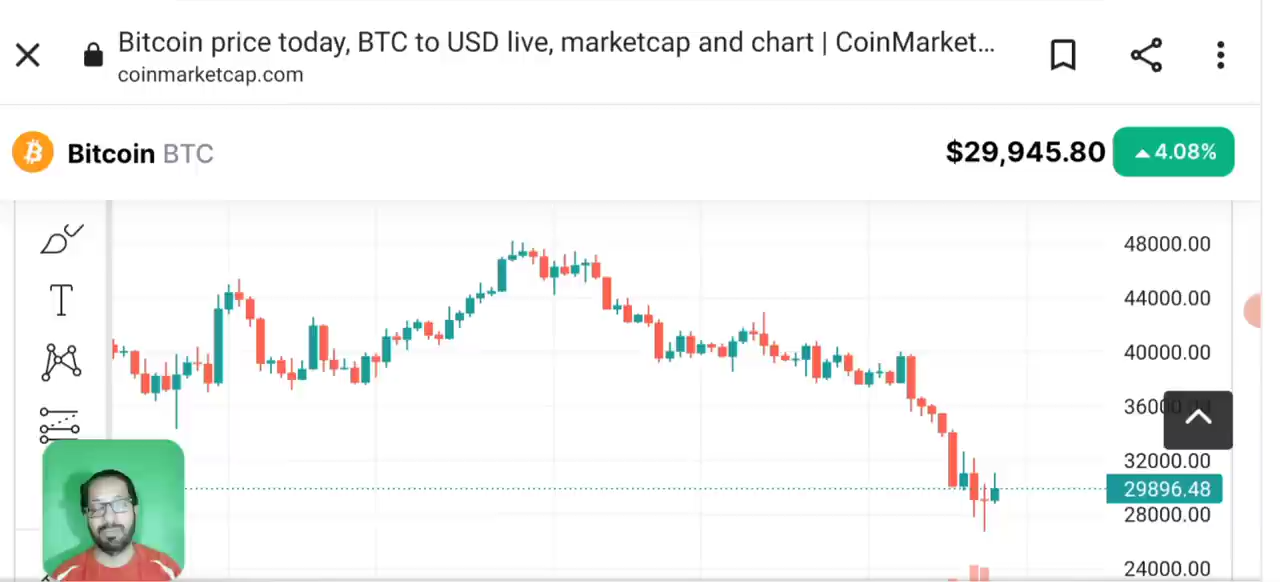 Bitcoin price today, BTC to USD live, marketcap and chart | CoinMarket...
coinmarketcap.com
Bitcoin BTC
$29,945.80
4.08%
T
48000.00
44000.00
40000.00
32000.00
29896.48
28000.00
24000.00